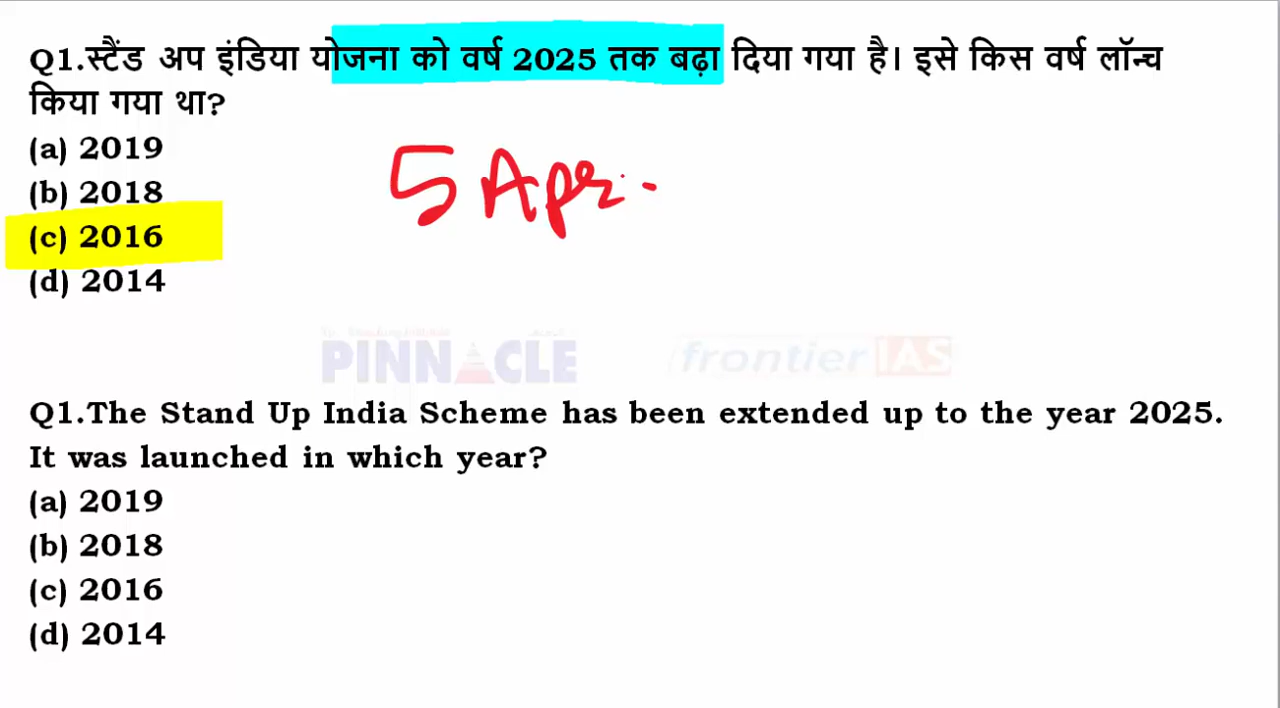 Q1.स्टैंड अप इंडिया योजना को वर्ष 2025 तक बढ़ा दिया गया है। इसे किस वर्ष लॉन्च
किया गया था?
(a) 2019
(b) 2018
(c) 2016
(d) 2014
5 Apr.-
PINNACLE
frontier IAS
Q1.The Stand Up India Scheme has been extended up to the year 2025.
It was launched in which year?
(a) 2019
(b) 2018
(c) 2016
(d) 2014